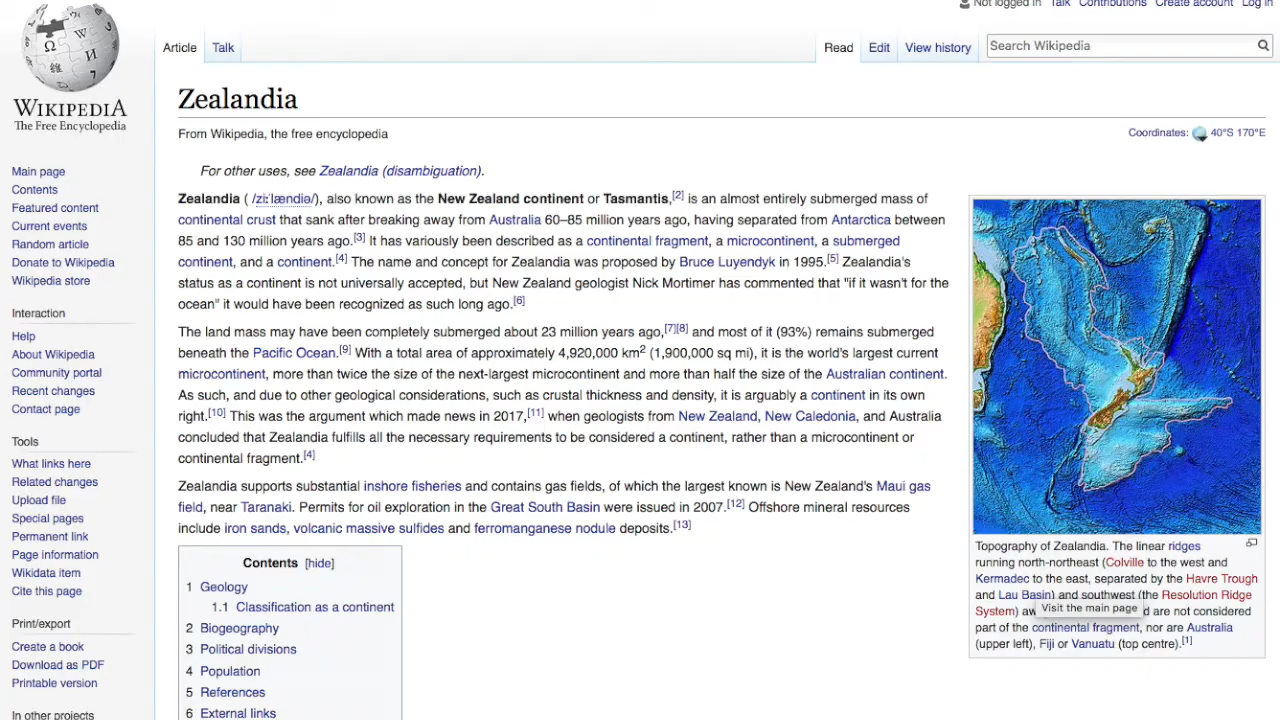 Not logged in Talk Contributions Create account Log in
Article Talk Read Edit View history Search Wikipedia
WIKIPEDIA
The Free Encyclopedia
Main page
Contents
Featured content
Current events
Random article
Donate to Wikipedia
Wikipedia store
Interaction
Help
About Wikipedia
Community portal
Recent changes
Contact page
Tools
What links here
Related changes
Upload file
Special pages
Permanent link
Page information
Wikidata item
Cite this page
Print/export
Create a book
Download as PDF
Printable version
In other projects
Zealandia
From Wikipedia, the free encyclopedia
Coordinates: 40°S 170°E
For other uses, see Zealandia (disambiguation).
Zealandia ( /ziːˈlændiə/), also known as the New Zealand continent or Tasmantis,[2] is an almost entirely submerged mass of
continental crust that sank after breaking away from Australia 60–85 million years ago, having separated from Antarctica between
85 and 130 million years ago.[3] It has variously been described as a continental fragment, a microcontinent, a submerged
continent, and a continent.[4] The name and concept for Zealandia was proposed by Bruce Luyendyk in 1995.[5] Zealandia's
status as a continent is not universally accepted, but New Zealand geologist Nick Mortimer has commented that "if it wasn't for the
ocean" it would have been recognized as such long ago.[6]
The land mass may have been completely submerged about 23 million years ago,[7][8] and most of it (93%) remains submerged
beneath the Pacific Ocean.[9] With a total area of approximately 4,920,000 km2 (1,900,000 sq mi), it is the world's largest current
microcontinent, more than twice the size of the next-largest microcontinent and more than half the size of the Australian continent.
As such, and due to other geological considerations, such as crustal thickness and density, it is arguably a continent in its own
right.[10] This was the argument which made news in 2017,[11] when geologists from New Zealand, New Caledonia, and Australia
concluded that Zealandia fulfills all the necessary requirements to be considered a continent, rather than a microcontinent or
continental fragment.[4]
Zealandia supports substantial inshore fisheries and contains gas fields, of which the largest known is New Zealand's Maui gas
field, near Taranaki. Permits for oil exploration in the Great South Basin were issued in 2007.[12] Offshore mineral resources
include iron sands, volcanic massive sulfides and ferromanganese nodule deposits.[13]
Contents [hide]
1 Geology
1.1 Classification as a continent
2 Biogeography
3 Political divisions
4 Population
5 References
6 External links
Topography of Zealandia. The linear ridges
running north-northeast (Colville to the west and
Kermadec to the east, separated by the Havre Trough
and Lau Basin) and southwest (the Resolution Ridge
System) are not considered
Visit the main page
part of the continental fragment, nor are Australia
(upper left), Fiji or Vanuatu (top centre).[1]